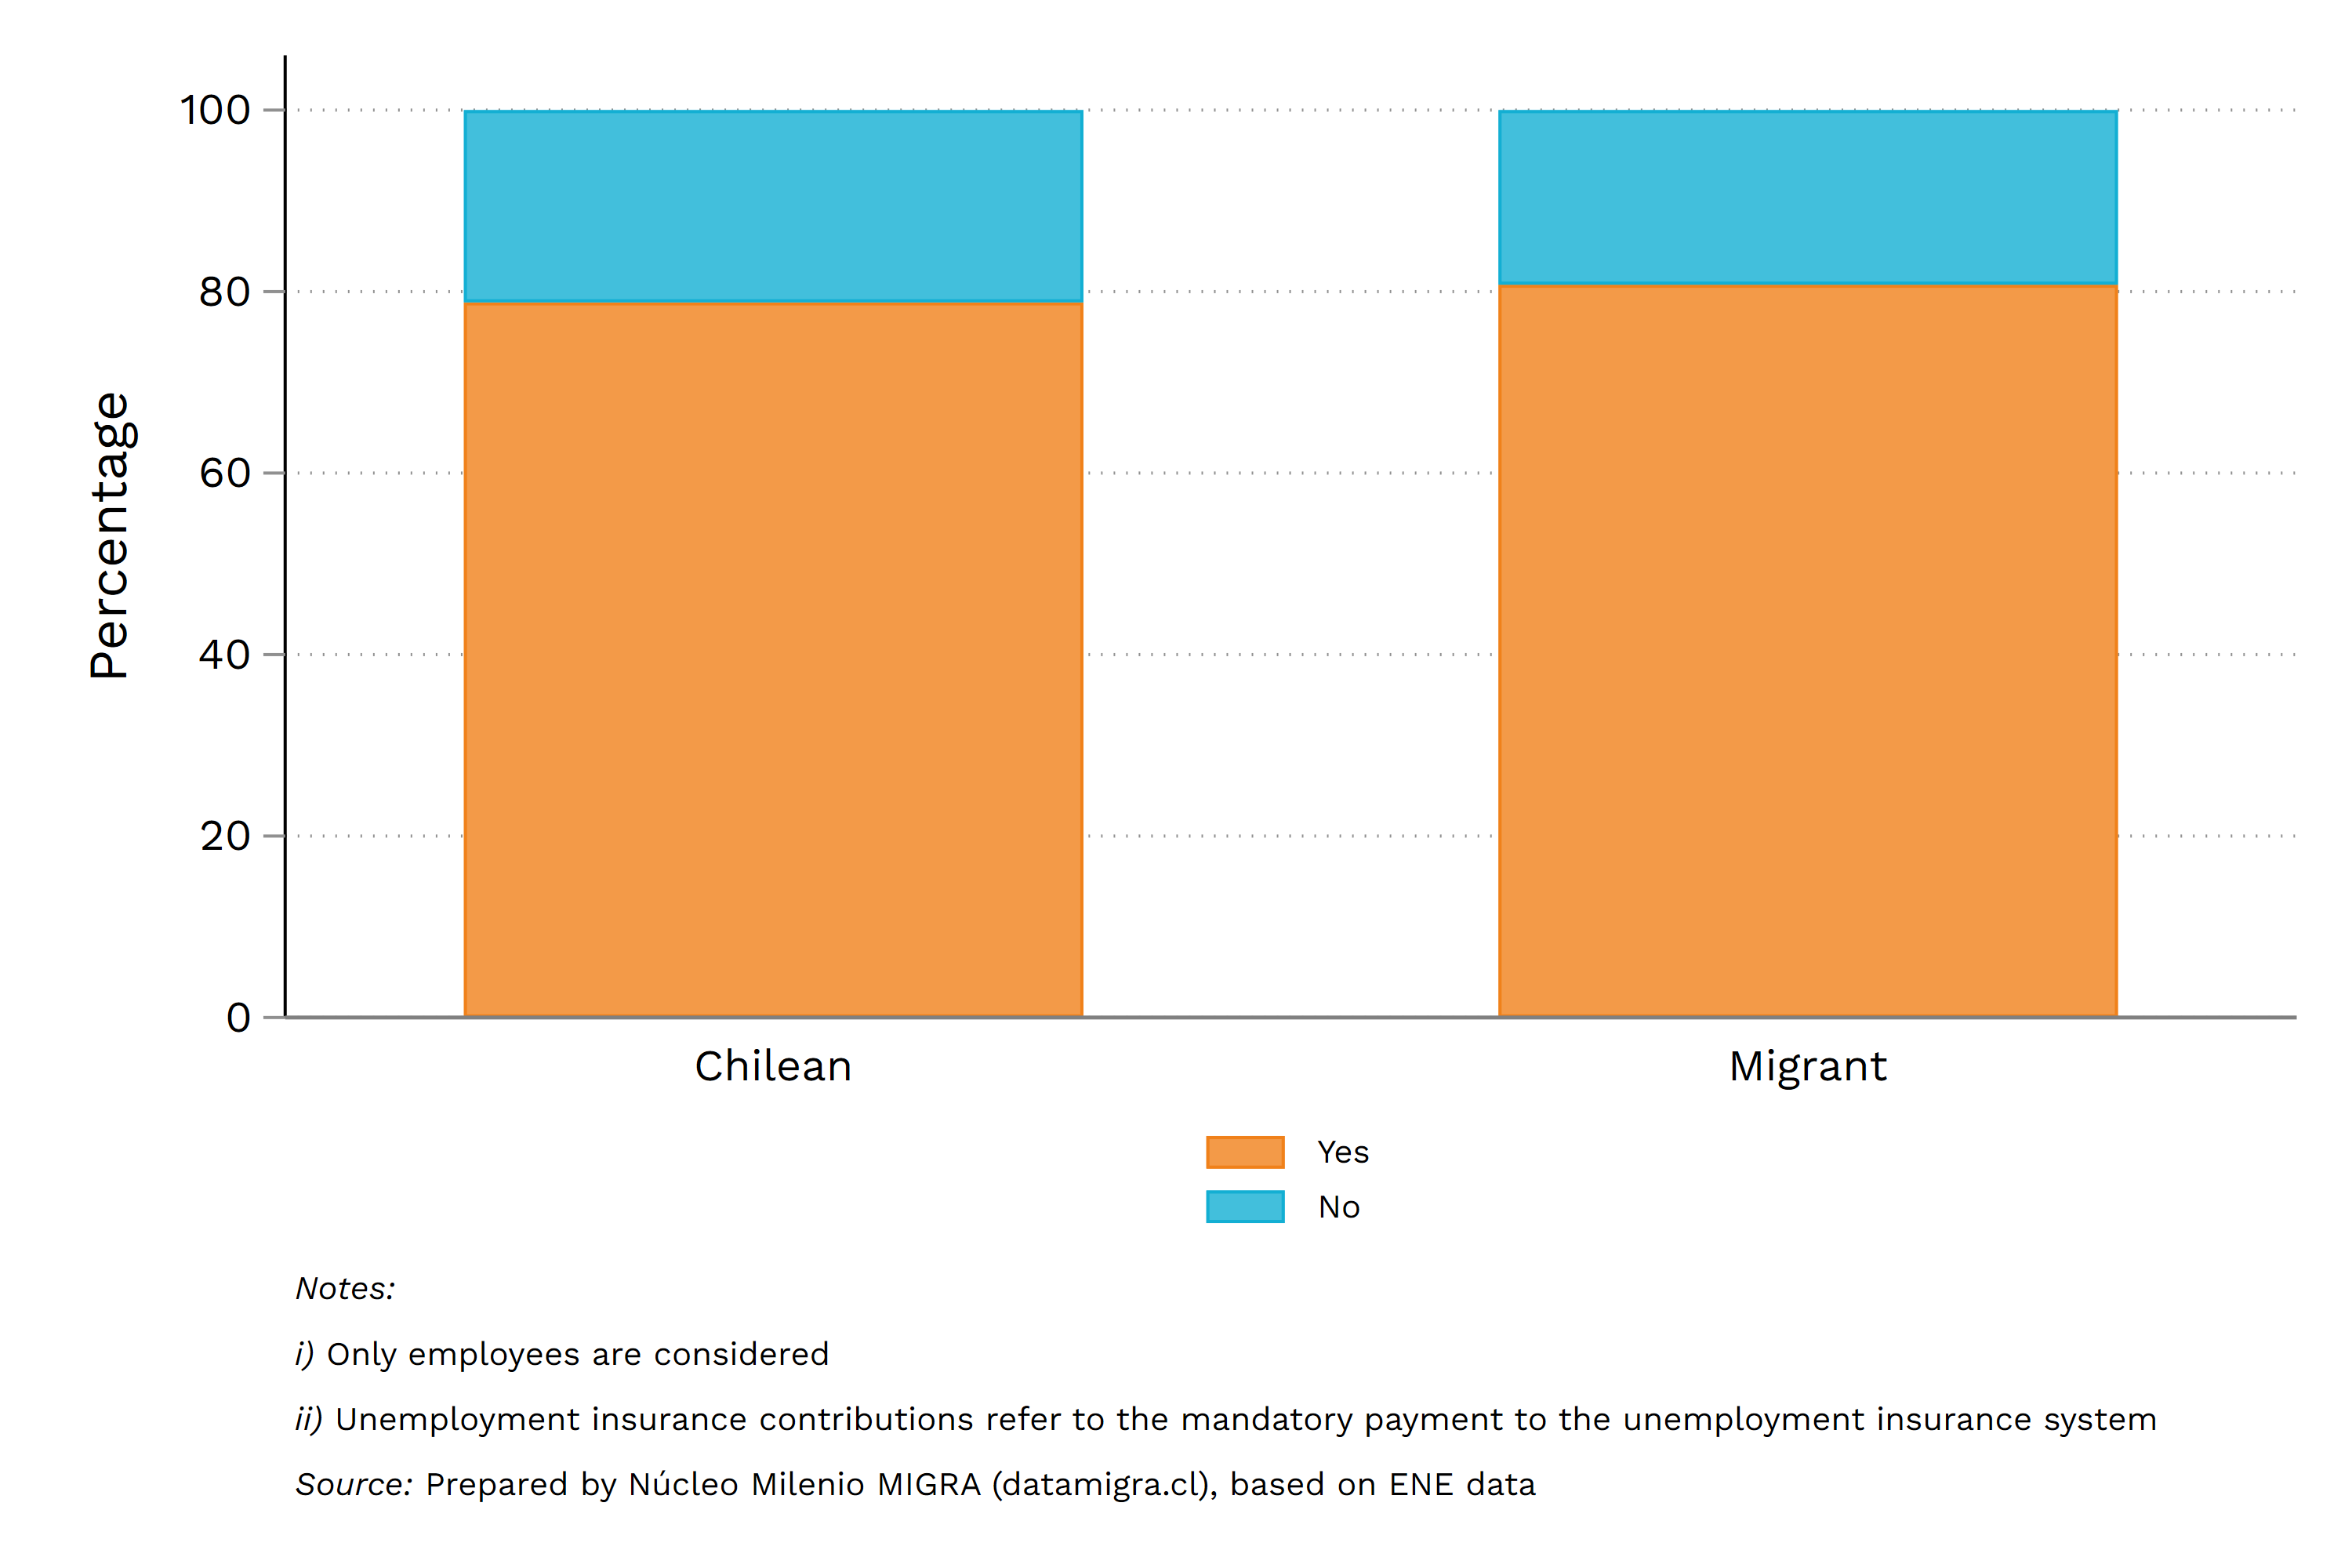 Percentage
100
80
60
40
20
0
Chilean
Migrant
Yes
No
Notes:
i) Only employees are considered
ii) Unemployment insurance contributions refer to the mandatory payment to the unemployment insurance system
Source: Prepared by Núcleo Milenio MIGRA (datamigra.cl), based on ENE data